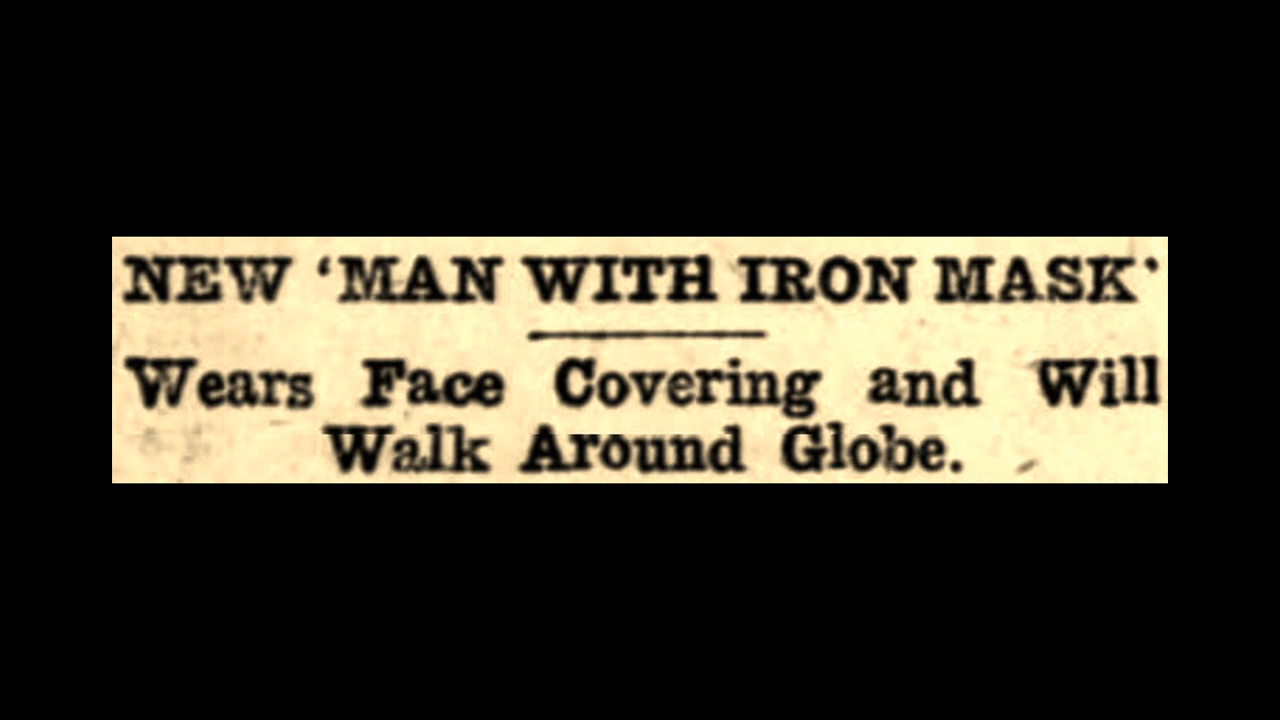 NEW ‘MAN WITH IRON MASK‛
Wears Face Covering and Will
Walk Around Globe.